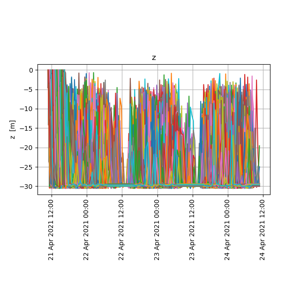 z
0
−5
−10
−15
−20
−25
−30
z [m]
21 Apr 2021 12:00
22 Apr 2021 00:00
22 Apr 2021 12:00
23 Apr 2021 00:00
23 Apr 2021 12:00
24 Apr 2021 00:00
24 Apr 2021 12:00